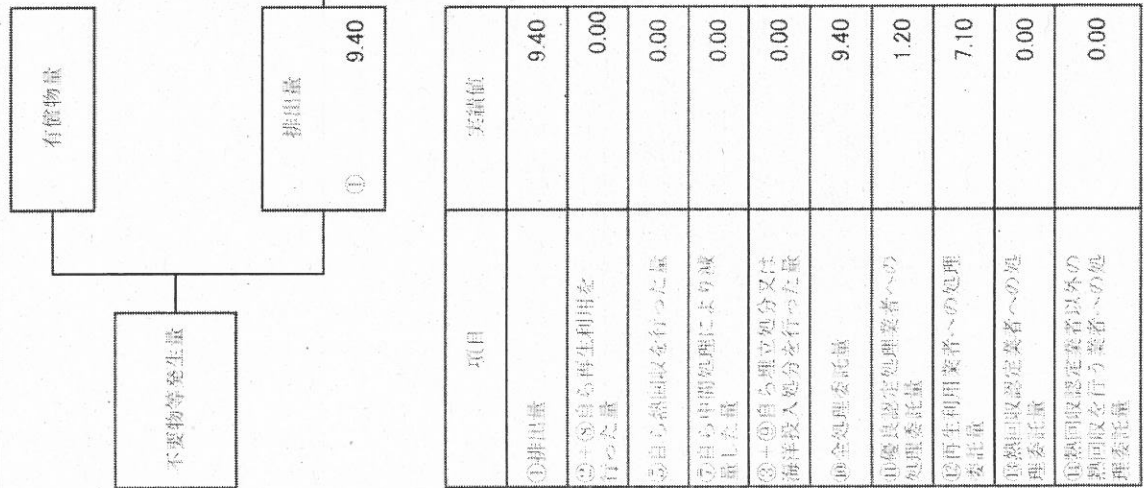 有償物量
不要物等発生量
排出量
① 9.40
項目 実績値
①排出量 9.40
②+⑧自ら再生利用を
行った量 0.00
⑤自ら熱回収を行った量 0.00
⑦自ら中間処理により減
量した量 0.00
③+⑨自ら埋立処分又は
海洋投入処分を行った量 0.00
⑩全処理委託量 9.40
⑪優良認定処理業者への
処理委託量 1.20
⑫再生利用業者への処理
委託量 7.10
⑬熱回収認定業者への処
理委託量 0.00
⑭熱回収認定業者以外の
熱回収を行う業者への処
理委託量 0.00